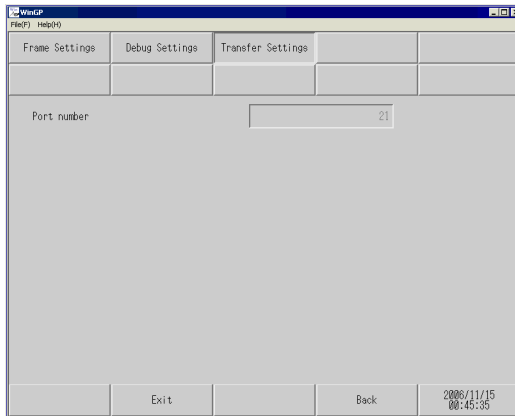 WinGP
File(F) Help(H)
Frame Settings Debug Settings Transfer Settings
Port number 21
Exit Back 2006/11/15
00:45:35